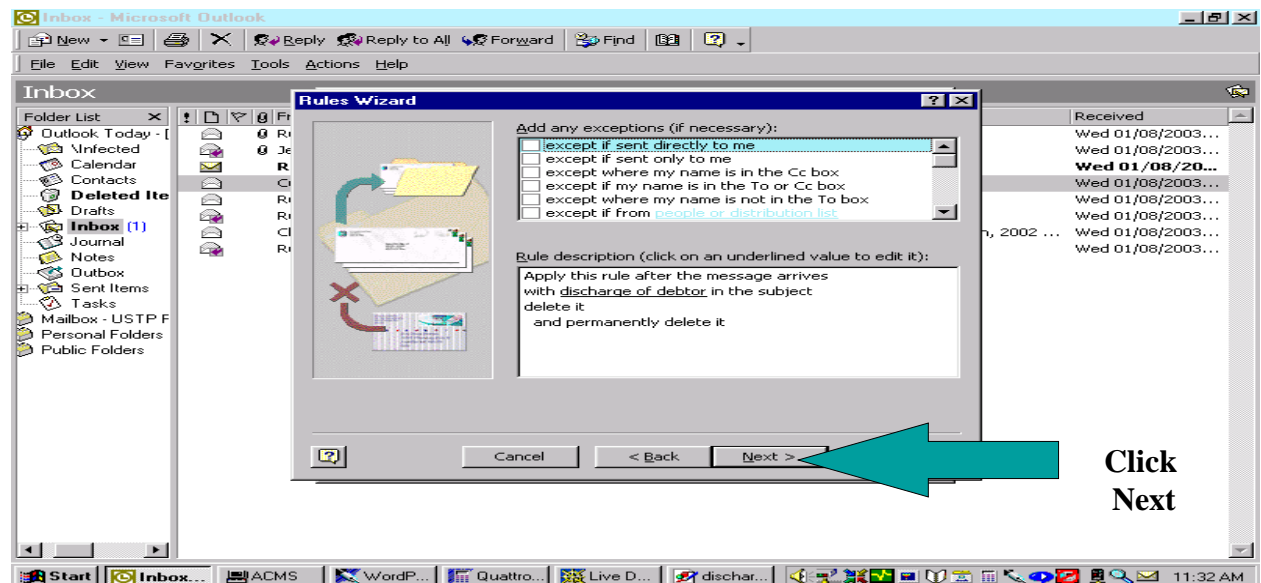 Inbox - Microsoft Outlook
New Reply Reply to All Forward Find
File Edit View Favorites Tools Actions Help
Inbox
Folder List
Outlook Today - [
\Infected
Calendar
Contacts
Deleted Ite
Drafts
Inbox (1)
Journal
Notes
Outbox
Sent Items
Tasks
Mailbox - USTP F
Personal Folders
Public Folders
Received
Wed 01/08/2003...
Wed 01/08/2003...
Wed 01/08/20...
Wed 01/08/2003...
Wed 01/08/2003...
Wed 01/08/2003...
, 2002 ... Wed 01/08/2003...
Wed 01/08/2003...
Rules Wizard
Add any exceptions (if necessary):
except if sent directly to me
except if sent only to me
except where my name is in the Cc box
except if my name is in the To or Cc box
except where my name is not in the To box
except if from people or distribution list
Rule description (click on an underlined value to edit it):
Apply this rule after the message arrives
with discharge of debtor in the subject
delete it
and permanently delete it
Cancel < Back Next >
Click
Next
Start Inbox... ACMS WordP... Quattro... Live D... dischar... 11:32 AM